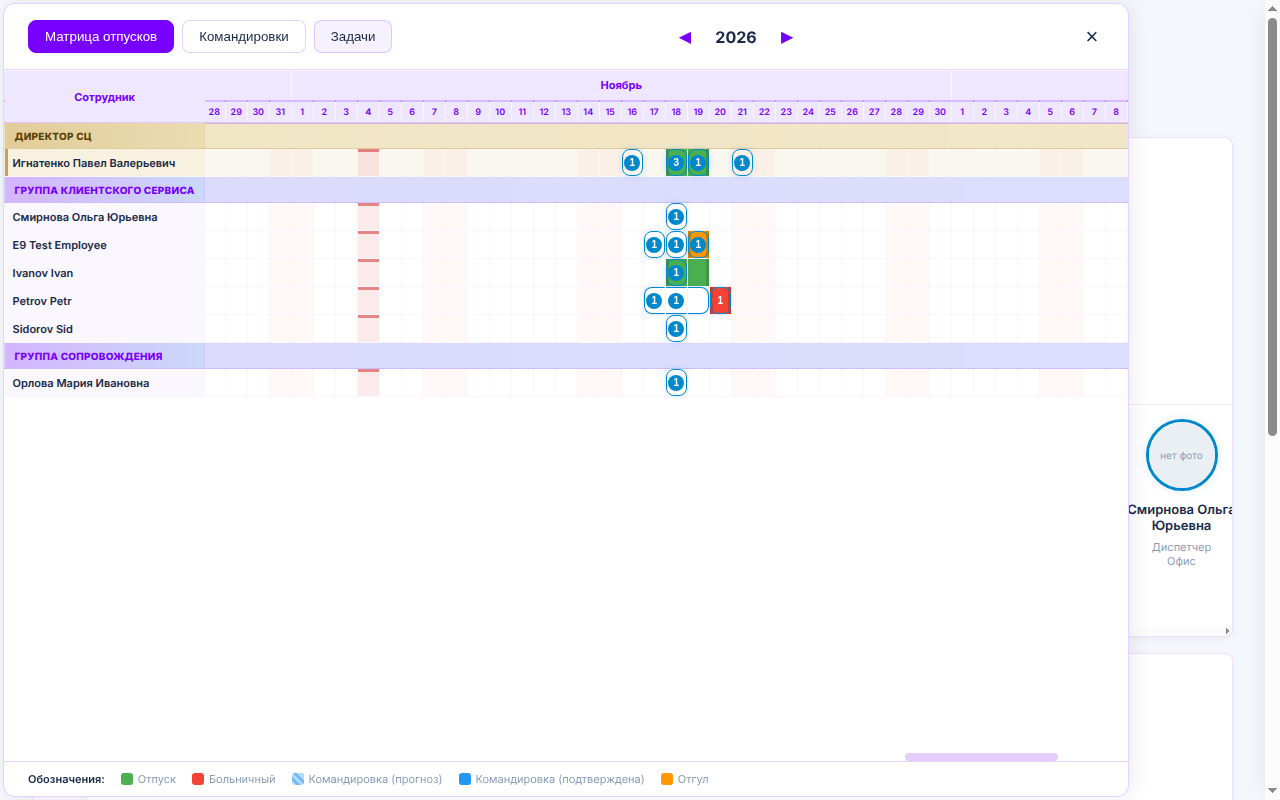 Матрица отпусков Командировки Задачи ◀ 2026 ▶ ×
Сотрудник Ноябрь
28 29 30 31 1 2 3 4 5 6 7 8 9 10 11 12 13 14 15 16 17 18 19 20 21 22 23 24 25 26 27 28 29 30 1 2 3 4 5 6 7 8
ДИРЕКТОР СЦ
Игнатенко Павел Валерьевич 1 3 1 1
ГРУППА КЛИЕНТСКОГО СЕРВИСА
Смирнова Ольга Юрьевна 1
E9 Test Employee 1 1 1
Ivanov Ivan 1
Petrov Petr 1 1 1
Sidorov Sid 1
ГРУППА СОПРОВОЖДЕНИЯ
Орлова Мария Ивановна 1
нет фото
Смирнова Ольга
Юрьевна
Диспетчер
Офис
Обозначения: Отпуск Больничный Командировка (прогноз) Командировка (подтверждена) Отгул